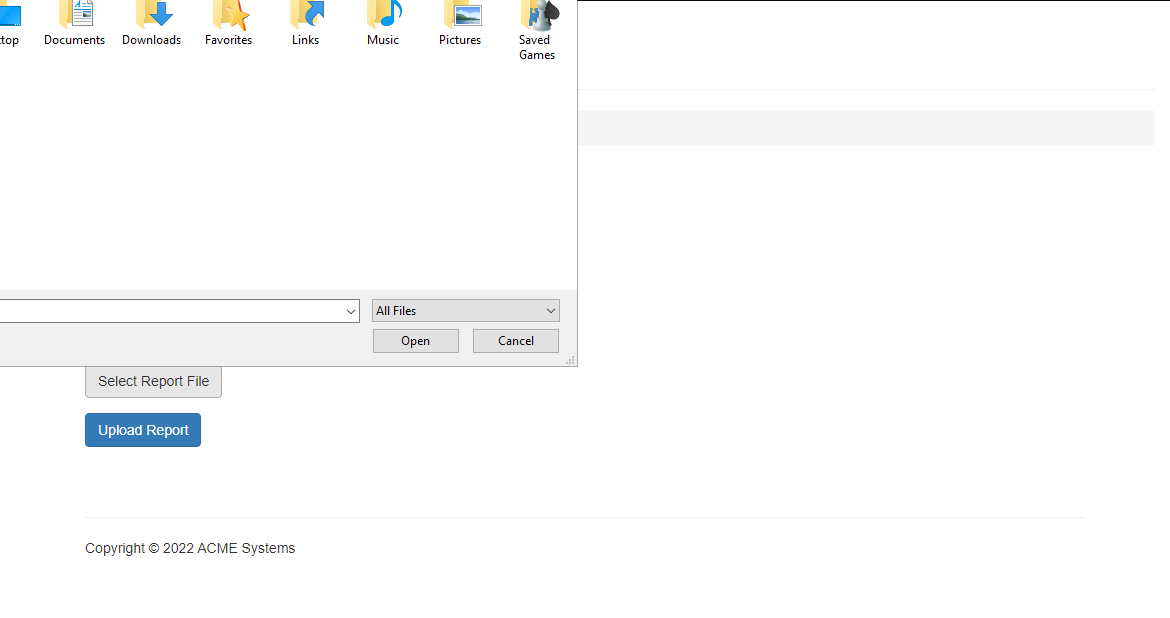 top Documents Downloads Favorites Links Music Pictures Saved Games
All Files
Open Cancel
Select Report File
Upload Report
Copyright © 2022 ACME Systems